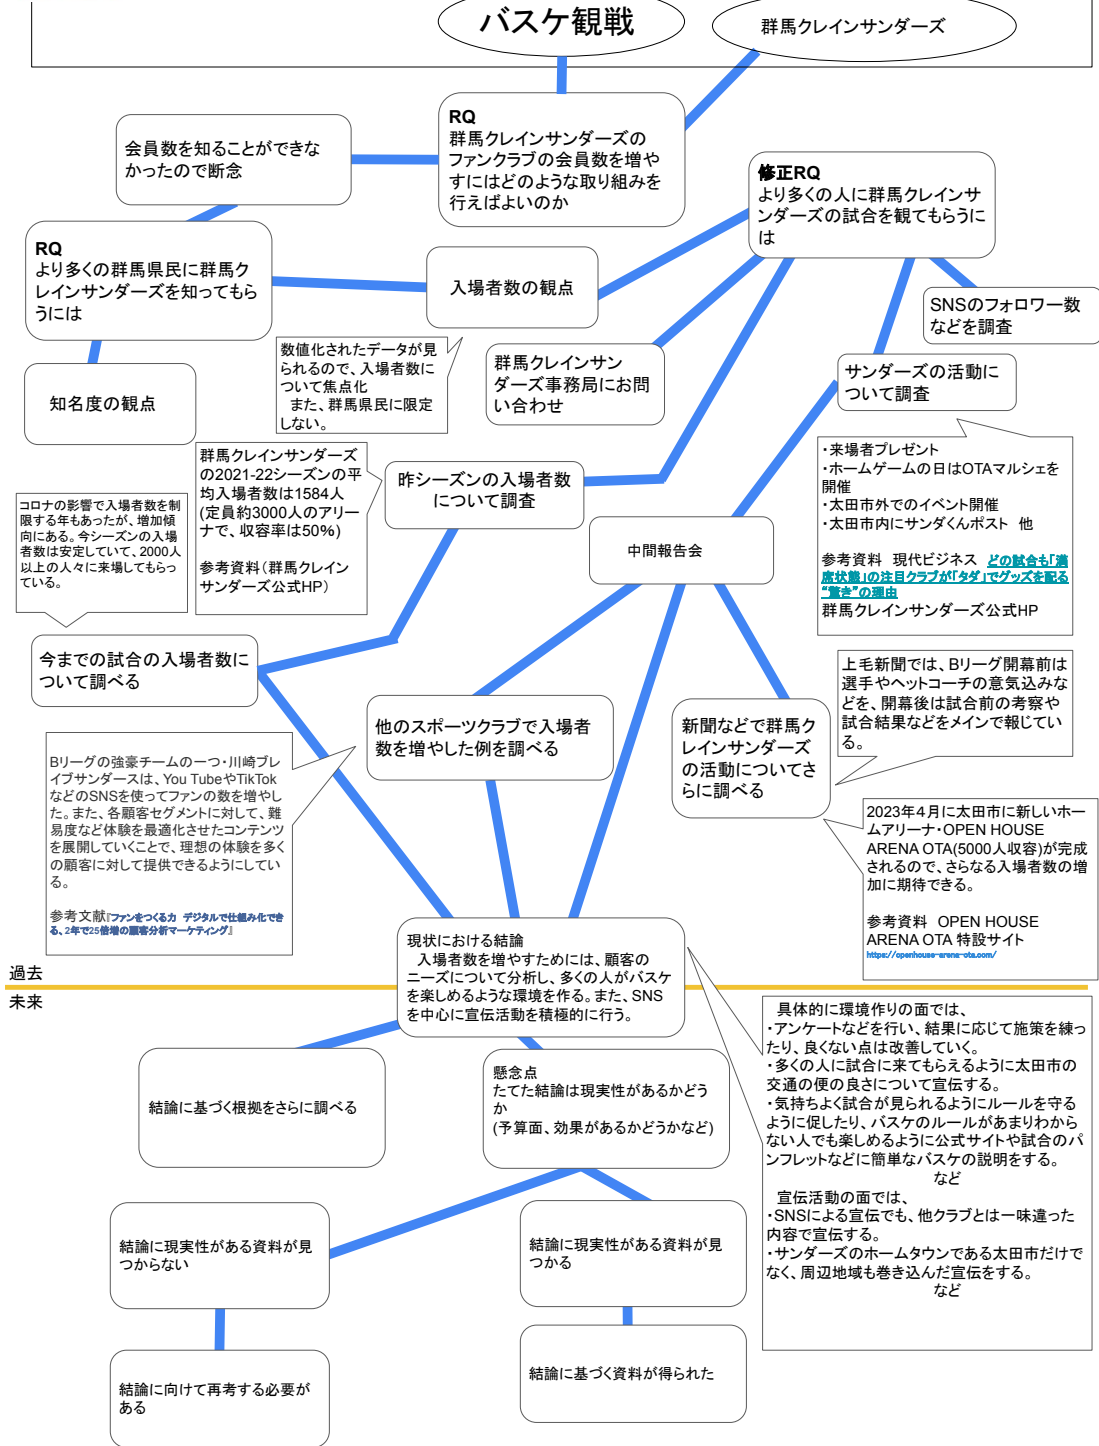 バスケ観戦
群馬クレインサンダーズ
RQ
群馬クレインサンダーズの
ファンクラブの会員数を増や
すにはどのような取り組みを
行えばよいのか
会員数を知ることができな
かったので断念
修正RQ
より多くの人に群馬クレインサ
ンダーズの試合を観てもらうに
は
RQ
より多くの群馬県民に群馬ク
レインサンダーズを知ってもら
うには
入場者数の観点
SNSのフォロワー数
などを調査
数値化されたデータが見
られるので、入場者数に
ついて焦点化
また、群馬県民に限定
しない。
群馬クレインサン
ダーズ事務局にお問
い合わせ
サンダーズの活動に
ついて調査
知名度の観点
群馬クレインサンダーズ
の2021-22シーズンの平
均入場者数は1584人
(定員約3000人のアリー
ナで、収容率は50%)
参考資料(群馬クレイン
サンダーズ公式HP)
昨シーズンの入場者数
について調査
・来場者プレゼント
・ホームゲームの日はOTAマルシェを
開催
・太田市外でのイベント開催
・太田市内にサンダくんポスト 他
参考資料 現代ビジネス どの試合も「満
席状態」の注目クラブが「タダ」でグッズを配る
“驚き”の理由
群馬クレインサンダーズ公式HP
コロナの影響で入場者数を制
限する年もあったが、増加傾
向にある。今シーズンの入場
者数は安定していて、2000人
以上の人々に来場してもらっ
ている。
中間報告会
今までの試合の入場者数に
ついて調べる
他のスポーツクラブで入場者
数を増やした例を調べる
新聞などで群馬ク
レインサンダーズ
の活動についてさ
らに調べる
上毛新聞では、Bリーグ開幕前は
選手やヘットコーチの意気込みな
どを、開幕後は試合前の考察や
試合結果などをメインで報じてい
る。
Bリーグの強豪チームの一つ・川崎ブレ
イブサンダースは、You TubeやTikTok
などのSNSを使ってファンの数を増やし
た。また、各顧客セグメントに対して、難
易度など体験を最適化させたコンテンツ
を展開していくことで、理想の体験を多く
の顧客に対して提供できるようにしてい
る。
参考文献『ファンをつくる力 デジタルで仕組み化でき
る、2年で25倍増の顧客分析マーケティング』
2023年4月に太田市に新しいホー
ムアリーナ・OPEN HOUSE
ARENA OTA(5000人収容)が完成
されるので、さらなる入場者数の増
加に期待できる。
参考資料 OPEN HOUSE
ARENA OTA 特設サイト
https://openhouse-arena-ota.com/
現状における結論
入場者数を増やすためには、顧客の
ニーズについて分析し、多くの人がバスケ
を楽しめるような環境を作る。また、SNS
を中心に宣伝活動を積極的に行う。
過去
未来
具体的に環境作りの面では、
・アンケートなどを行い、結果に応じて施策を練っ
たり、良くない点は改善していく。
・多くの人に試合に来てもらえるように太田市の
交通の便の良さについて宣伝する。
・気持ちよく試合が見られるようにルールを守る
ように促したり、バスケのルールがあまりわから
ない人でも楽しめるように公式サイトや試合のパ
ンフレットなどに簡単なバスケの説明をする。
など
宣伝活動の面では、
・SNSによる宣伝でも、他クラブとは一味違った
内容で宣伝する。
・サンダーズのホームタウンである太田市だけで
なく、周辺地域も巻き込んだ宣伝をする。
など
結論に基づく根拠をさらに調べる
懸念点
たてた結論は現実性があるかどう
か
(予算面、効果があるかどうかなど)
結論に現実性がある資料が見
つからない
結論に現実性がある資料が見
つかる
結論に向けて再考する必要が
ある
結論に基づく資料が得られた